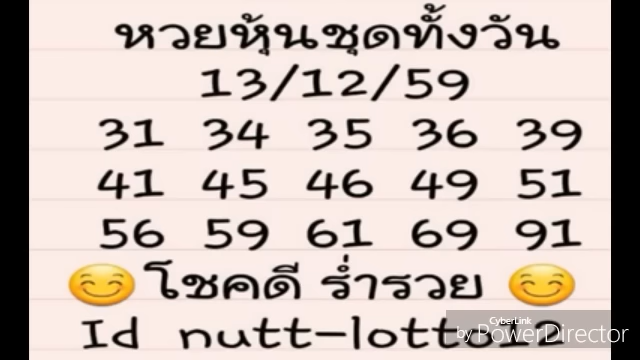 หวยหุ้นชุดทั้งวัน
13/12/59
31 34 35 36 39
41 45 46 49 51
56 59 61 69 91
😊 โชคดี ร่ำรวย 😊
Id nutt-lotto12
CyberLink
by PowerDirector